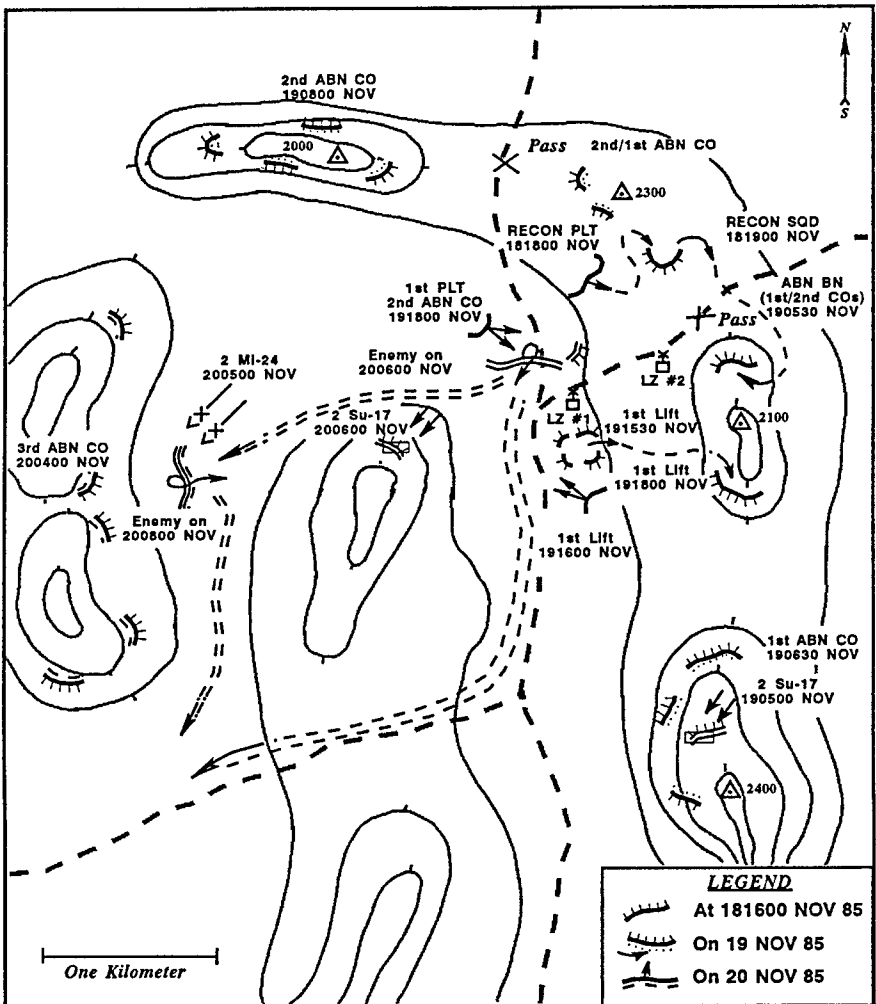 N
S
2nd ABN CO
190800 NOV
2000
Pass
2nd/1st ABN CO
2300
RECON PLT
181800 NOV
RECON SQD
181900 NOV
1st PLT
2nd ABN CO
191800 NOV
ABN BN
(1st/2nd COs)
190530 NOV
Pass
Enemy on
200600 NOV
2 MI-24
200500 NOV
LZ #2
LZ #1
2 Su-17
200600 NOV
1st Lift
191530 NOV
2100
3rd ABN CO
200400 NOV
1st Lift
191800 NOV
Enemy on
200800 NOV
1st Lift
191600 NOV
1st ABN CO
190630 NOV
2 Su-17
190500 NOV
2400
LEGEND
At 181600 NOV 85
On 19 NOV 85
On 20 NOV 85
One Kilometer